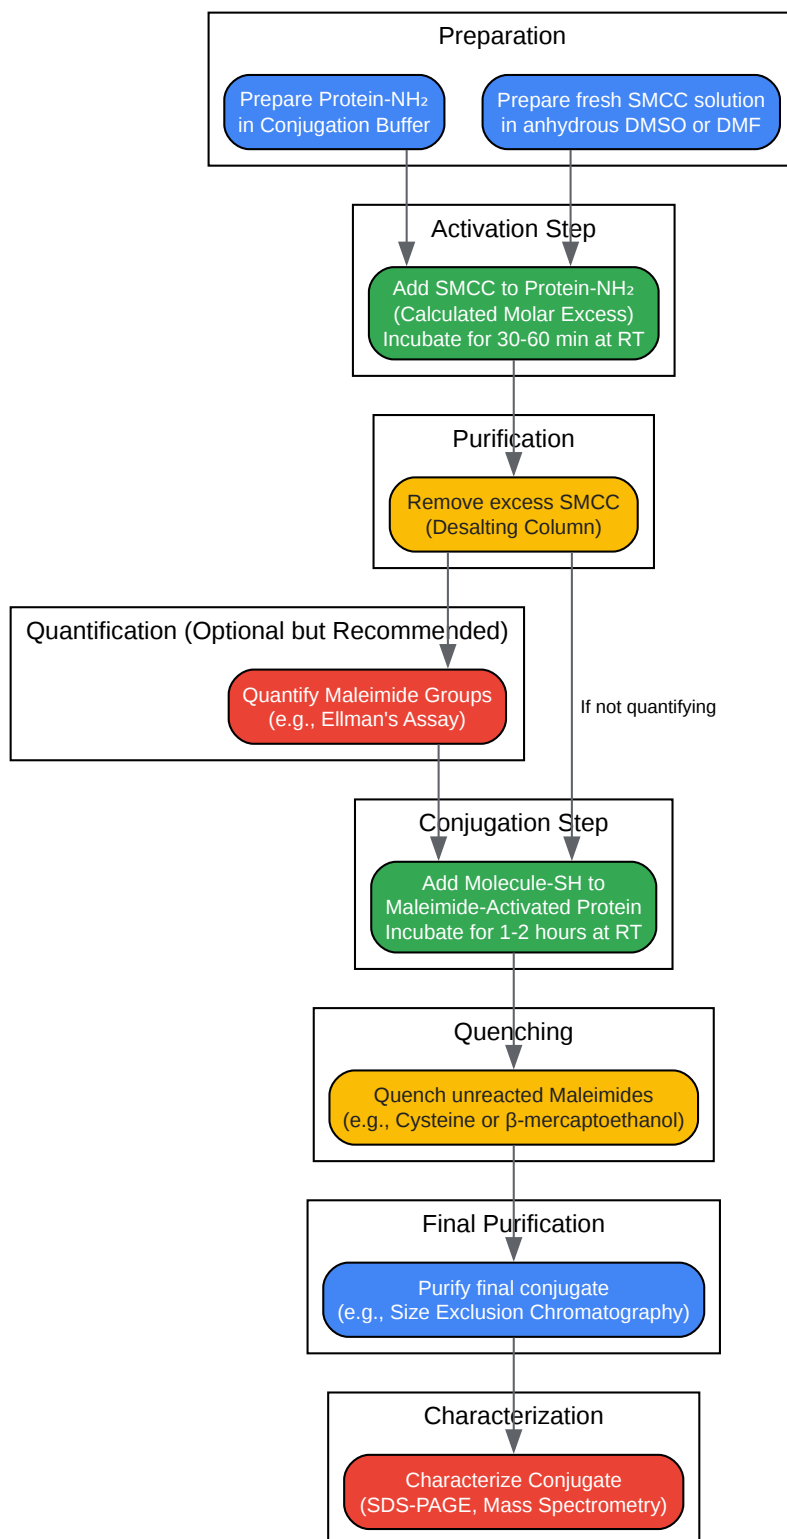 Preparation
Prepare Protein-NH₂
in Conjugation Buffer
Prepare fresh SMCC solution
in anhydrous DMSO or DMF
Activation Step
Add SMCC to Protein-NH₂
(Calculated Molar Excess)
Incubate for 30-60 min at RT
Purification
Remove excess SMCC
(Desalting Column)
Quantification (Optional but Recommended)
Quantify Maleimide Groups
(e.g., Ellman's Assay)
If not quantifying
Conjugation Step
Add Molecule-SH to
Maleimide-Activated Protein
Incubate for 1-2 hours at RT
Quenching
Quench unreacted Maleimides
(e.g., Cysteine or β-mercaptoethanol)
Final Purification
Purify final conjugate
(e.g., Size Exclusion Chromatography)
Characterization
Characterize Conjugate
(SDS-PAGE, Mass Spectrometry)